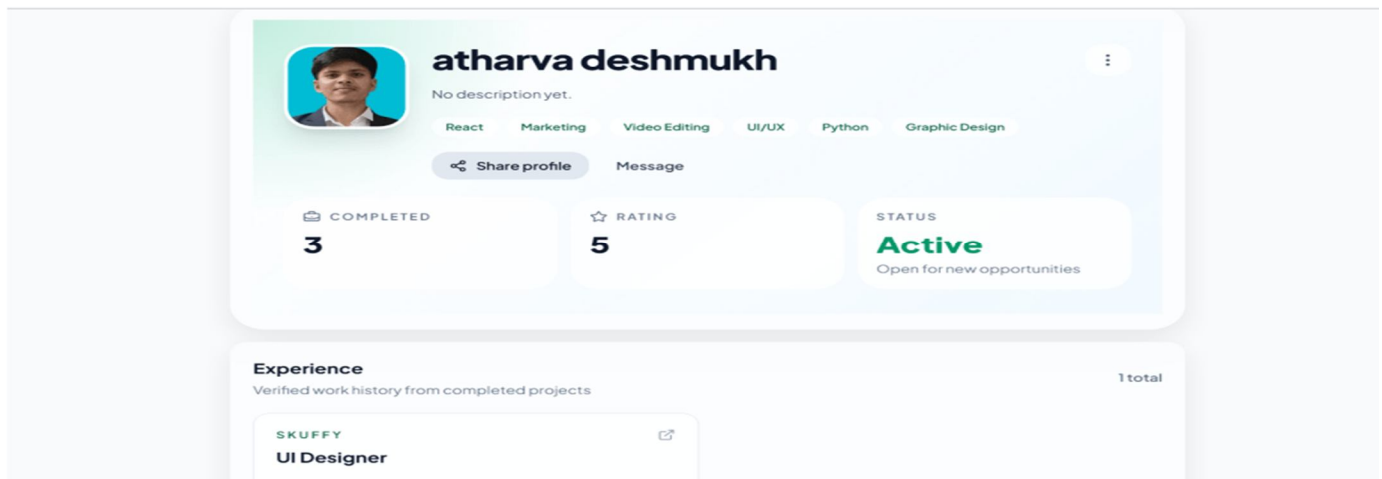 atharva deshmukh
No description yet.
React Marketing Video Editing UI/UX Python Graphic Design
Share profile Message
COMPLETED RATING STATUS
3 5 Active
Open for new opportunities
Experience
Verified work history from completed projects
1 total
SKUFFY
UI Designer